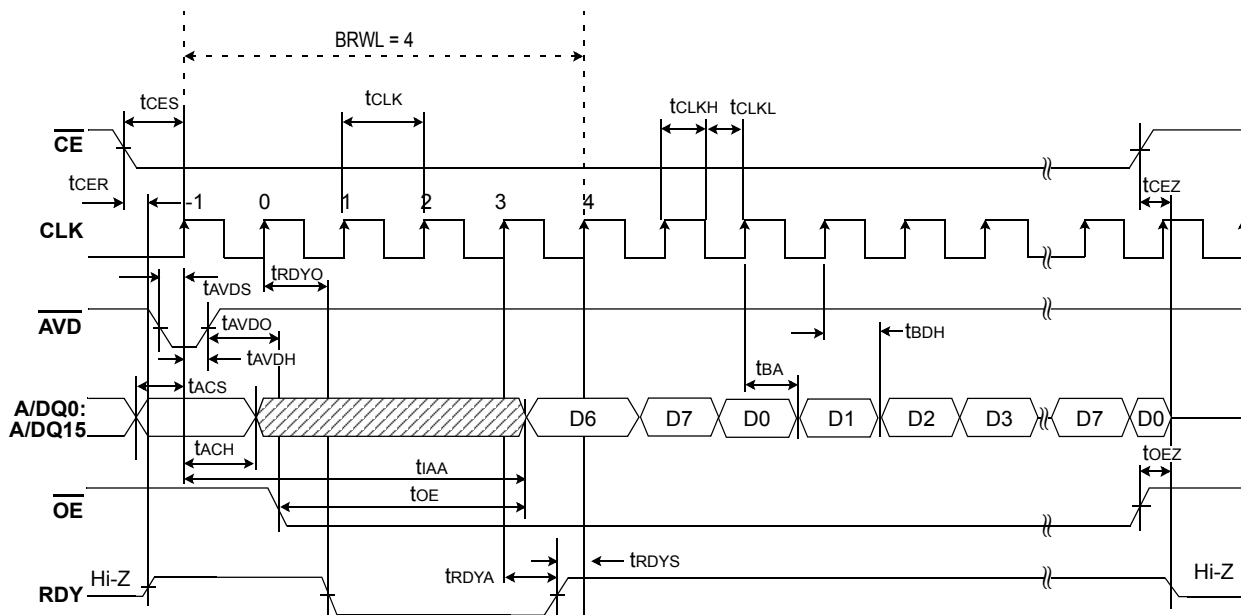 BRWL = 4
tCES
tCLK
tCLKH
tCLKL
CE
tCER
tCEZ
-1 0 1 2 3 4
CLK
tRDYO
tAVDS
AVD
tAVDO
tBDH
tAVDH
tBA
tACS
A/DQ0:
A/DQ15
D6 D7 D0 D1 D2 D3 D7 D0
tACH
tIAA
tOEZ
tOE
OE
tRDYS
tRDYA
Hi-Z
Hi-Z
RDY